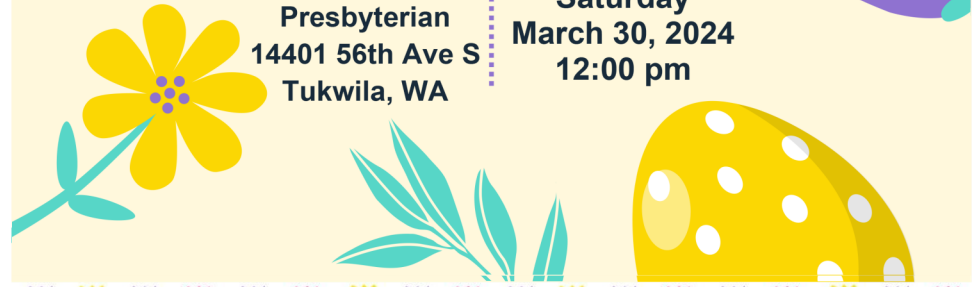 Presbyterian
14401 56th Ave S
Tukwila, WA
Saturday
March 30, 2024
12:00 pm